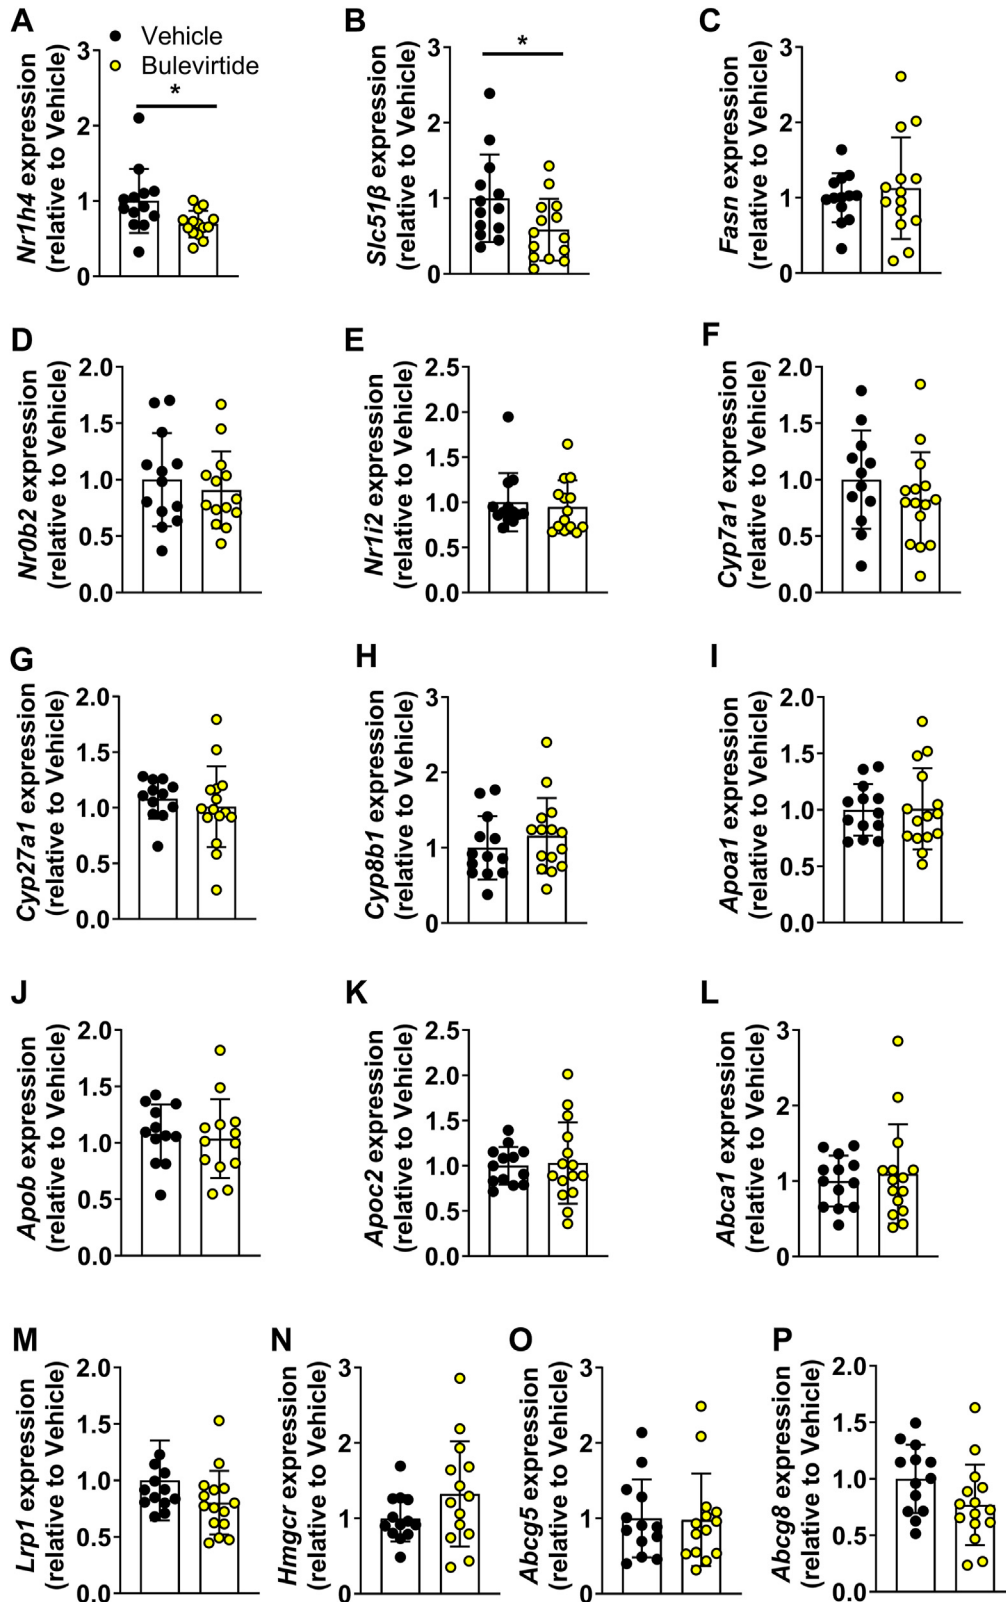 A
Vehicle
Bulevirtide
*
Nr1h4 expression
(relative to Vehicle)
3
2
1
0
B
*
Slc51β expression
(relative to Vehicle)
3
2
1
0
C
Fasn expression
(relative to Vehicle)
3
2
1
0
D
Nr0b2 expression
(relative to Vehicle)
2.0
1.5
1.0
0.5
0.0
E
Nr1i2 expression
(relative to Vehicle)
2.5
2.0
1.5
1.0
0.5
0.0
F
Cyp7a1 expression
(relative to Vehicle)
2.0
1.5
1.0
0.5
0.0
G
Cyp27a1 expression
(relative to Vehicle)
2.0
1.5
1.0
0.5
0.0
H
Cyp8b1 expression
(relative to Vehicle)
3
2
1
0
I
Apoa1 expression
(relative to Vehicle)
2.0
1.5
1.0
0.5
0.0
J
Apob expression
(relative to Vehicle)
2.0
1.5
1.0
0.5
0.0
K
Apoc2 expression
(relative to Vehicle)
2.5
2.0
1.5
1.0
0.5
0.0
L
Abca1 expression
(relative to Vehicle)
3
2
1
0
M
Lrp1 expression
(relative to Vehicle)
2.0
1.5
1.0
0.5
0.0
N
Hmgcr expression
(relative to Vehicle)
3
2
1
0
O
Abcg5 expression
(relative to Vehicle)
3
2
1
0
P
Abcg8 expression
(relative to Vehicle)
2.0
1.5
1.0
0.5
0.0